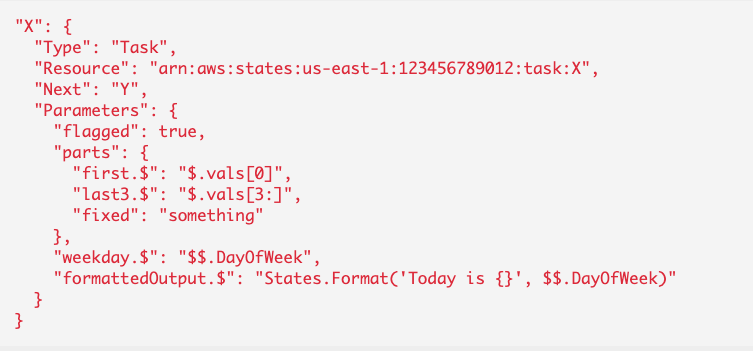 "X": {
  "Type": "Task",
  "Resource": "arn:aws:states:us-east-1:123456789012:task:X",
  "Next": "Y",
  "Parameters": {
    "flagged": true,
    "parts": {
      "first.$": "$.vals[0]",
      "last3.$": "$.vals[3:]",
      "fixed": "something"
    },
    "weekday.$": "$$.DayOfWeek",
    "formattedOutput.$": "States.Format('Today is {}', $$.DayOfWeek)"
  }
}